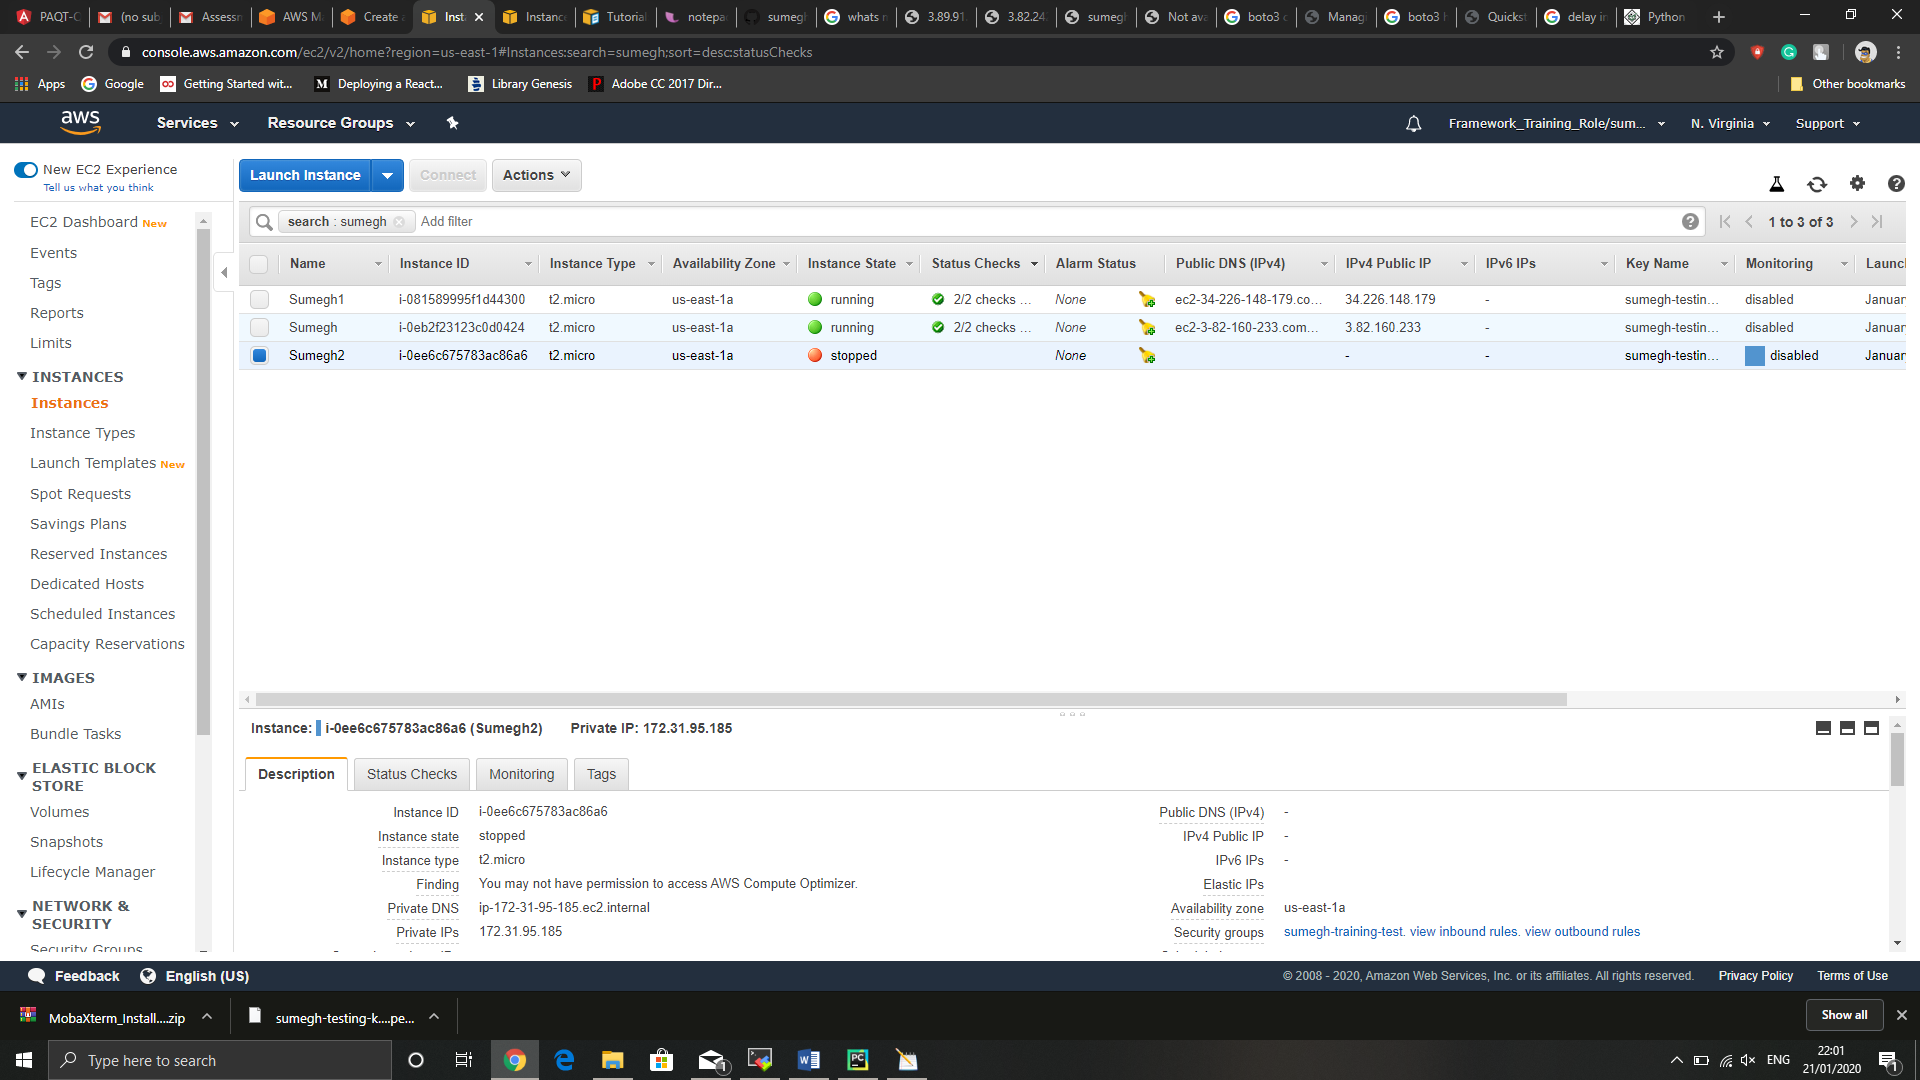 PAQT-C
(no sub
Assessm
AWS M
Create
Inst
Instanc
Tutorial
notepa
sumegh
whats n
3.89.91.
3.82.24
sumegh
Not ava
boto3 c
Manag
boto3 h
Quickst
delay in
Python
console.aws.amazon.com/ec2/v2/home?region=us-east-1#Instances:search=sumegh;sort=desc:statusChecks
Apps
Google
Getting Started wit...
Deploying a React...
Library Genesis
Adobe CC 2017 Dir...
Other bookmarks
aws
Services
Resource Groups
Framework_Training_Role/sum...
N. Virginia
Support
New EC2 Experience
Tell us what you think
Launch Instance
Connect
Actions
search : sumegh
Add filter
1 to 3 of 3
EC2 Dashboard New
Events
Tags
Reports
Limits
INSTANCES
Instances
Instance Types
Launch Templates New
Spot Requests
Savings Plans
Reserved Instances
Dedicated Hosts
Scheduled Instances
Capacity Reservations
IMAGES
AMIs
Bundle Tasks
ELASTIC BLOCK
STORE
Volumes
Snapshots
Lifecycle Manager
NETWORK &
SECURITY
Security Groups
Name Instance ID Instance Type Availability Zone Instance State Status Checks Alarm Status Public DNS (IPv4) IPv4 Public IP IPv6 IPs Key Name Monitoring Launc
Sumegh1 i-081589995f1d44300 t2.micro us-east-1a running 2/2 checks ... None ec2-34-226-148-179.co... 34.226.148.179 - sumegh-testin... disabled Januar
Sumegh i-0eb2f23123c0d0424 t2.micro us-east-1a running 2/2 checks ... None ec2-3-82-160-233.com... 3.82.160.233 - sumegh-testin... disabled Januar
Sumegh2 i-0ee6c675783ac86a6 t2.micro us-east-1a stopped None - - sumegh-testin... disabled Januar
Instance: i-0ee6c675783ac86a6 (Sumegh2) Private IP: 172.31.95.185
Description
Status Checks
Monitoring
Tags
Instance ID i-0ee6c675783ac86a6
Instance state stopped
Instance type t2.micro
Finding You may not have permission to access AWS Compute Optimizer.
Private DNS ip-172-31-95-185.ec2.internal
Private IPs 172.31.95.185
Public DNS (IPv4) -
IPv4 Public IP -
IPv6 IPs -
Elastic IPs
Availability zone us-east-1a
Security groups sumegh-training-test. view inbound rules. view outbound rules
Feedback
English (US)
© 2008 - 2020, Amazon Web Services, Inc. or its affiliates. All rights reserved.
Privacy Policy
Terms of Use
MobaXterm_Install....zip
sumegh-testing-k....pe...
Show all
Type here to search
1
ENG
22:01
21/01/2020
1